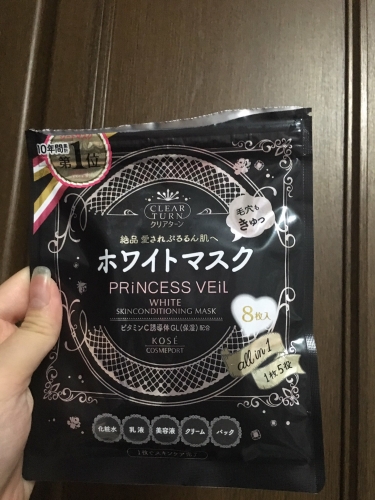 10年間
第1位
CLEAR
TURN
クリアターン
毛穴も
きゅっ
絶品 愛されぷるるん肌へ
ホワイトマスク
PRiNCESS VEiL
WHITE
SKINCONDITIONING MASK
ビタミンC誘導体GL(保湿)配合
8枚入
KOSÉ
COSMEPORT
all in 1
1枚5役
化粧水
乳液
美容液
クリーム
パック